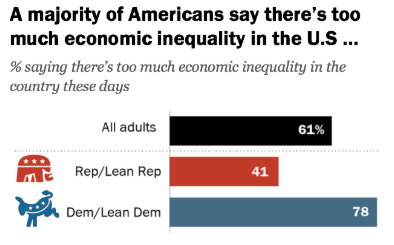 A majority of Americans say there’s too
much economic inequality in the U.S ...
% saying there’s too much economic inequality in the
country these days
All adults 61%
Rep/Lean Rep 41
Dem/Lean Dem 78